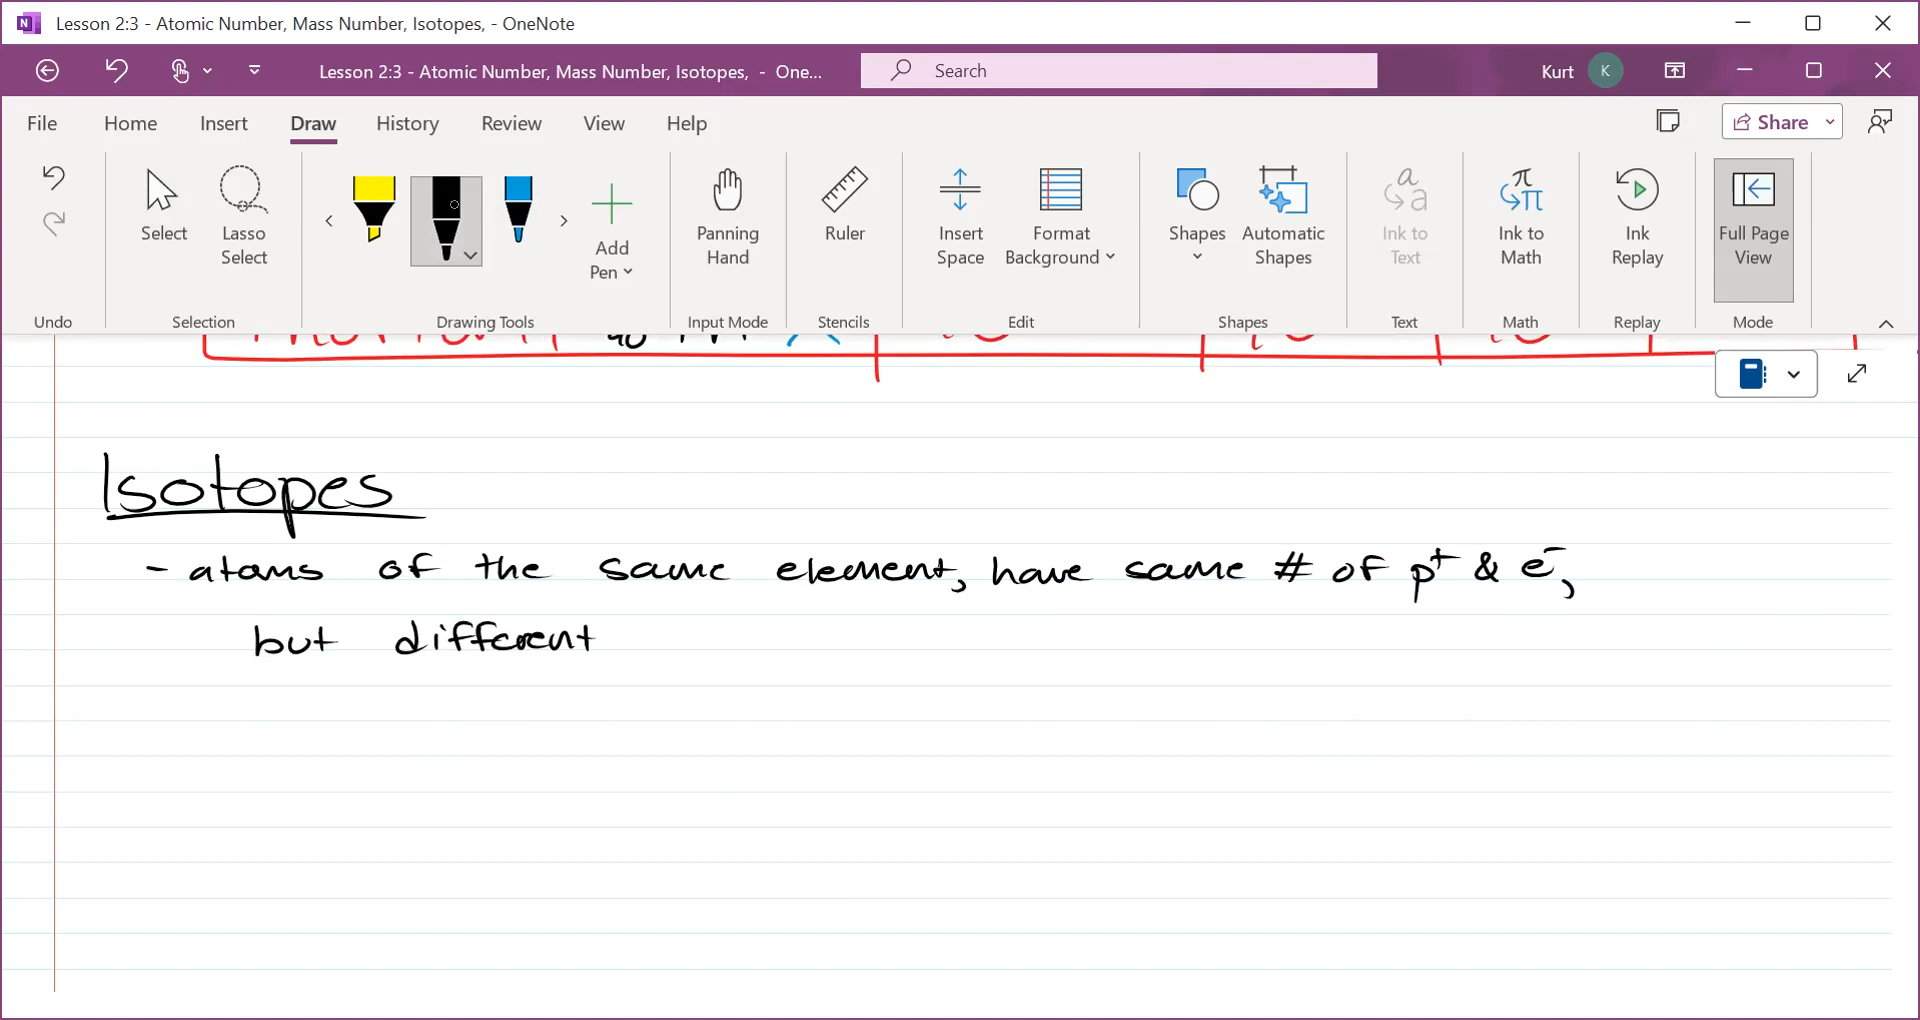 Lesson 2:3 - Atomic Number, Mass Number, Isotopes, - OneNote
Lesson 2:3 - Atomic Number, Mass Number, Isotopes, - One...
Search
Kurt
K
File Home Insert Draw History Review View Help
Share
Select
Lasso Select
Add Pen
Panning Hand
Ruler
Insert Space
Format Background
Shapes
Automatic Shapes
Ink to Text
Ink to Math
Ink Replay
Full Page View
Undo Selection Drawing Tools Input Mode Stencils Edit Shapes Text Math Replay Mode
Isotopes
- atoms of the same element, have same # of p⁺ & e⁻,
but different